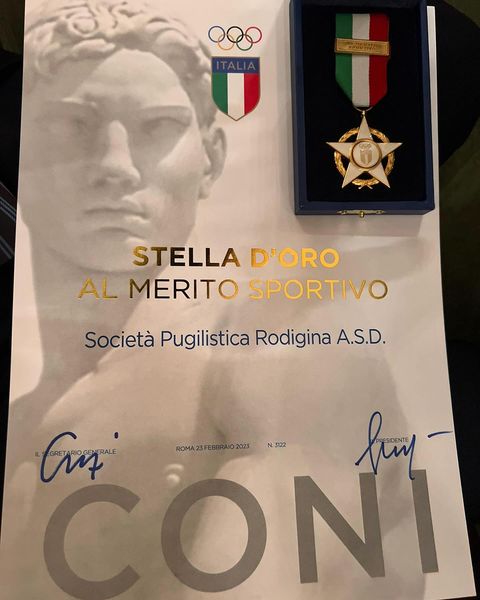 ITALIA
STELLA D'ORO
AL MERITO SPORTIVO
Società Pugilistica Rodigina A.S.D.
IL SEGRETARIO GENERALE
ROMA 23 FEBBRAIO 2023
N. 3122
IL PRESIDENTE
CONI